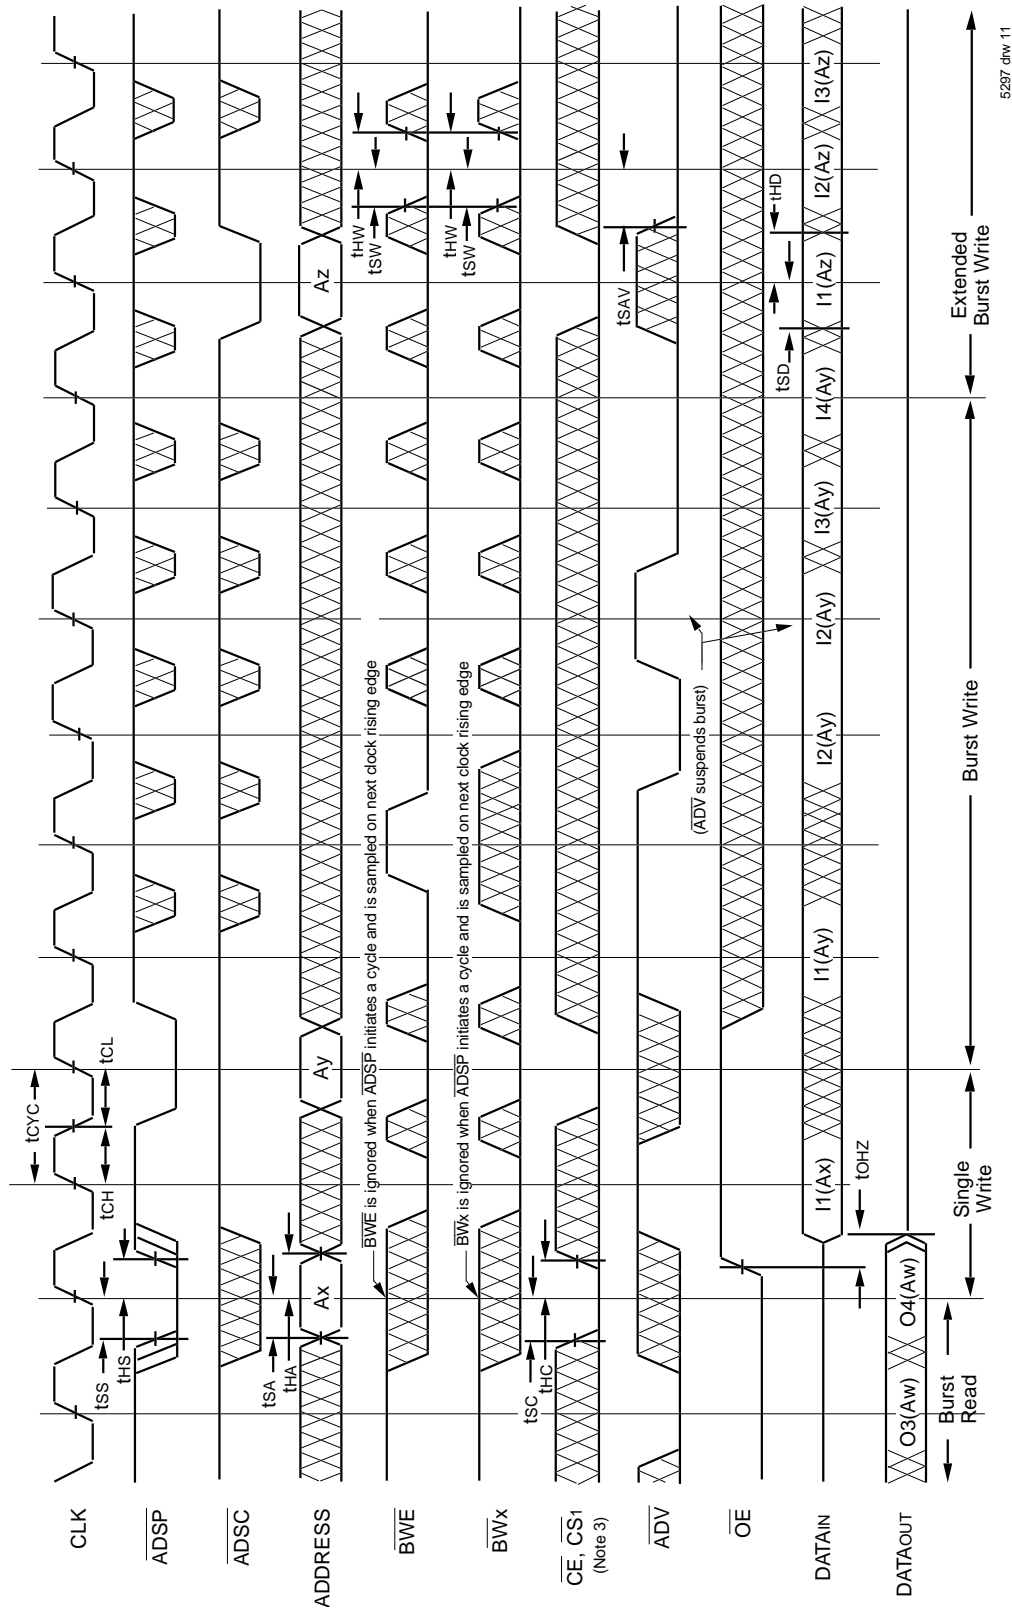 CLK
ADSP
ADSC
ADDRESS
BWE
BWx
CE, CS1
(Note 3)
ADV
OE
DATAIN
DATAOUT
tCYC
tCH
tCL
tSS
tHS
tSA
tHA
Ax
Ay
Az
BWE is ignored when ADSP initiates a cycle and is sampled on next clock rising edge
tHW
tSW
BWx is ignored when ADSP initiates a cycle and is sampled on next clock rising edge
tHW
tSW
tSC
tHC
tSAV
(ADV suspends burst)
tSD
tHD
I1(Ax)
I1(Ay)
I2(Ay)
I2(Ay)
I3(Ay)
I4(Ay)
I1(Az)
I2(Az)
I3(Az)
tOHZ
O3(Aw)
O4(Aw)
Burst
Read
Single
Write
Burst Write
Extended
Burst Write
5297 drw 11